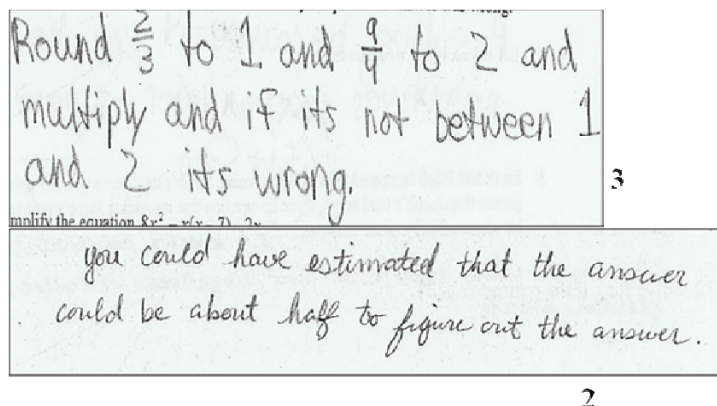 Round 2/3 to 1 and 9/4 to 2 and
multiply and if its not between 1
and 2 its wrong.
3
mplify the equation 8x² – x(x – 7) – 2x
you could have estimated that the answer
could be about half to figure out the answer.
2